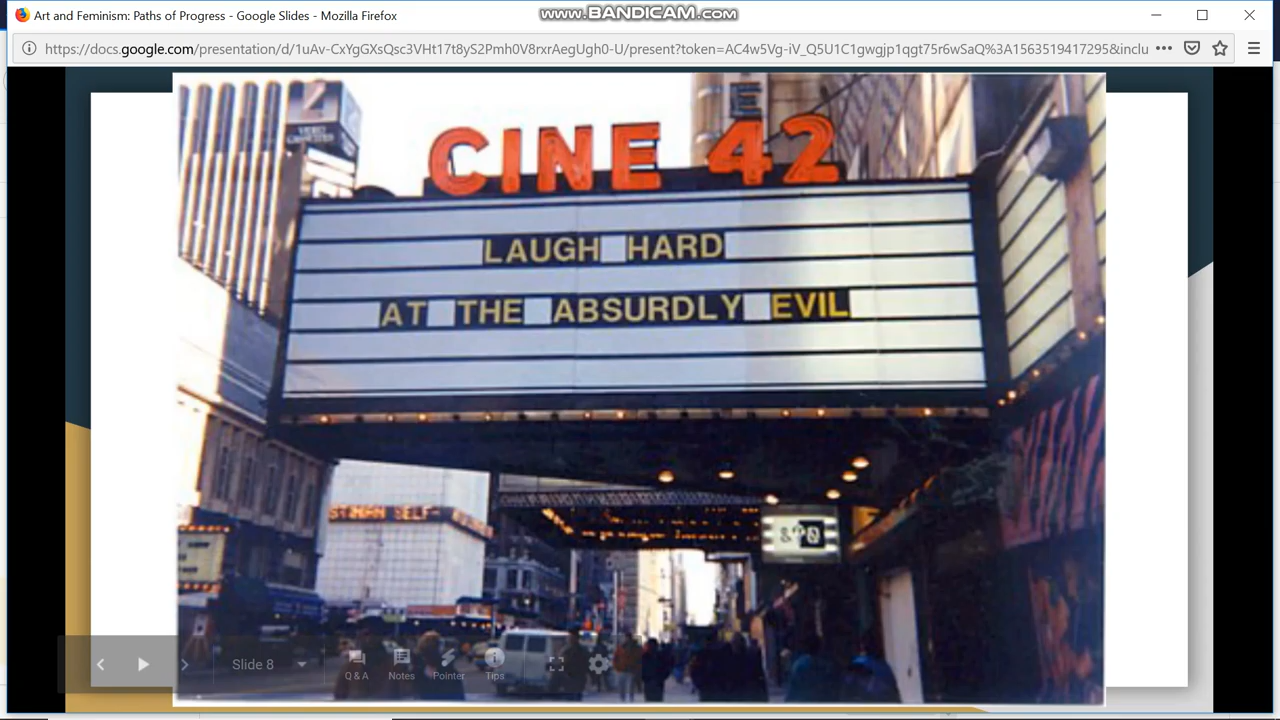 Art and Feminism: Paths of Progress - Google Slides - Mozilla Firefox
www.BANDICAM.com
https://docs.google.com/presentation/d/1uAv-CxYgGXsQsc3VHt17t8yS2Pmh0V8rxrAegUgh0-U/present?token=AC4w5Vg-iV_Q5U1C1gwgjp1qgt75r6wSaQ%3A1563519417295&inclu
CINE 42
LAUGH HARD
AT THE ABSURDLY EVIL
Slide 8
Q & A
Notes
Pointer
Tips